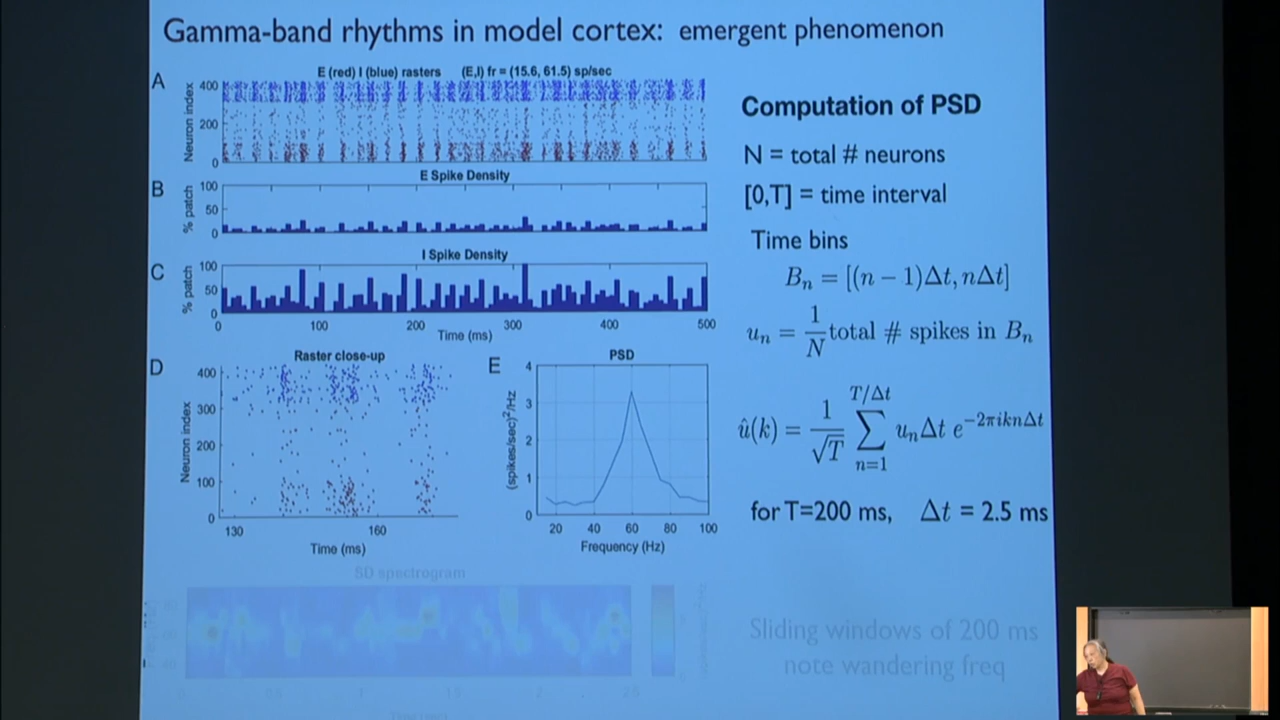 Gamma-band rhythms in model cortex: emergent phenomenon
A
E (red) I (blue) rasters (E,I) fr = (15.6, 61.5) sp/sec
Neuron index
400
200
0
B
E Spike Density
% patch
100
50
0
C
I Spike Density
% patch
100
50
0
0 100 200 300 400 500
Time (ms)
D
Raster close-up
Neuron index
400
300
200
100
0
130 160
Time (ms)
E
PSD
(spikes/sec)²/Hz
4
3
2
1
0
20 40 60 80 100
Frequency (Hz)
SD spectrogram
Computation of PSD
N = total # neurons
[0,T] = time interval
Time bins
Bₙ = [(n − 1)Δt, nΔt]
uₙ = 1/N total # spikes in Bₙ
û(k) = 1/√T ∑ₙ₌₁^{T/Δt} uₙΔt e^{−2πiknΔt}
for T=200 ms, Δt = 2.5 ms
Sliding windows of 200 ms
note wandering freq